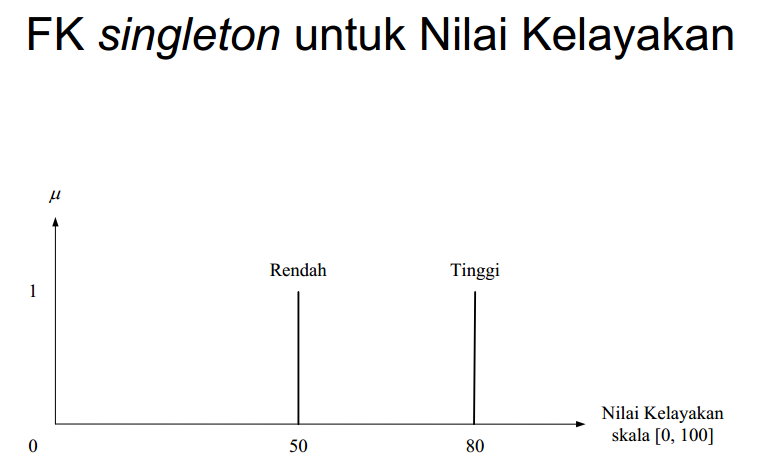 FK singleton untuk Nilai Kelayakan
μ
Rendah
Tinggi
1
Nilai Kelayakan
skala [0, 100]
0
50
80